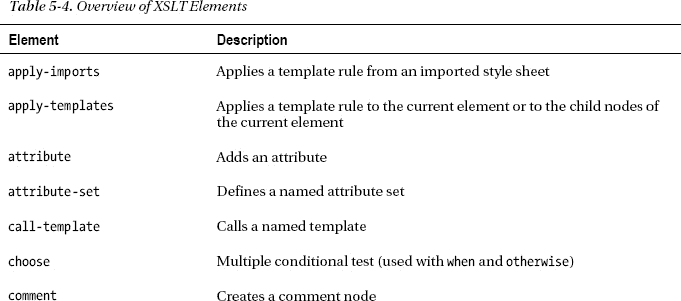 Table 5-4. Overview of XSLT Elements
Element Description
apply-imports Applies a template rule from an imported style sheet
apply-templates Applies a template rule to the current element or to the child nodes of
the current element
attribute Adds an attribute
attribute-set Defines a named attribute set
call-template Calls a named template
choose Multiple conditional test (used with when and otherwise)
comment Creates a comment node